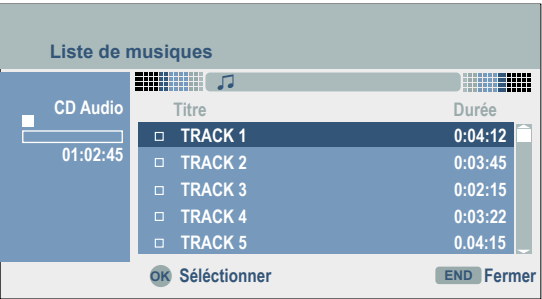 Liste de musiques
CD Audio
01:02:45
Titre Durée
TRACK 1 0:04:12
TRACK 2 0:03:45
TRACK 3 0:02:15
TRACK 4 0:03:22
TRACK 5 0.04:15
OK Séléctionner END Fermer